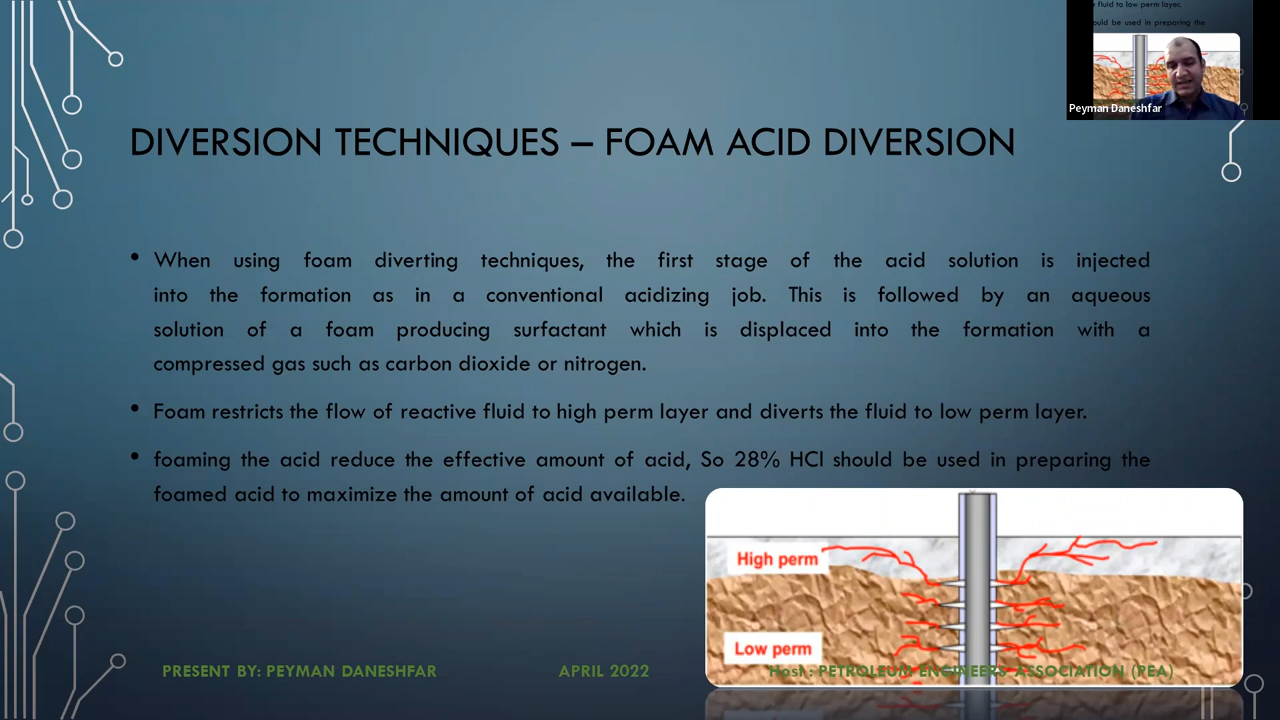 r fluid to low perm layer.
ould be used in preparing the
Peyman Daneshfar
DIVERSION TECHNIQUES – FOAM ACID DIVERSION
• When using foam diverting techniques, the first stage of the acid solution is injected
into the formation as in a conventional acidizing job. This is followed by an aqueous
solution of a foam producing surfactant which is displaced into the formation with a
compressed gas such as carbon dioxide or nitrogen.
• Foam restricts the flow of reactive fluid to high perm layer and diverts the fluid to low perm layer.
• foaming the acid reduce the effective amount of acid, So 28% HCl should be used in preparing the
foamed acid to maximize the amount of acid available.
High perm
Low perm
PRESENT BY: PEYMAN DANESHFAR APRIL 2022 Host : PETROLEUM ENGINEERS ASSOCIATION (PEA)